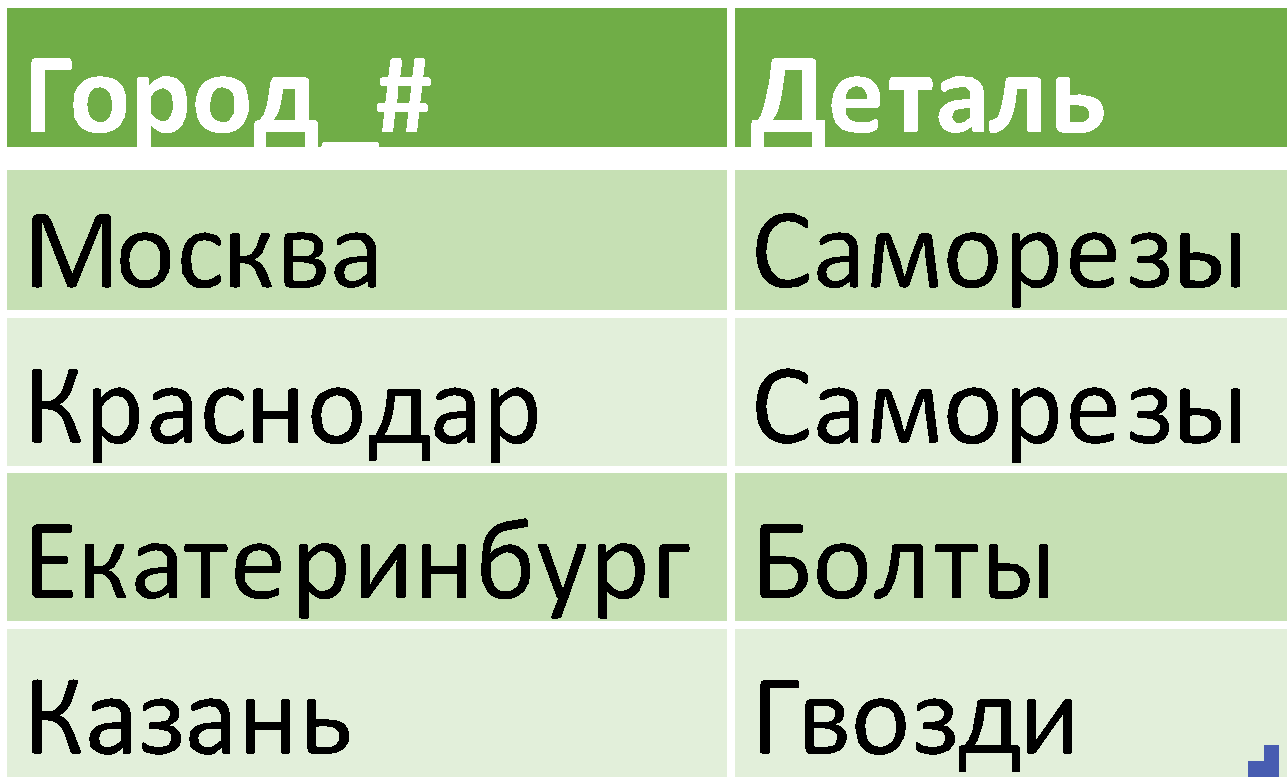 Город_# Деталь
Москва Саморезы
Краснодар Саморезы
Екатеринбург Болты
Казань Гвозди